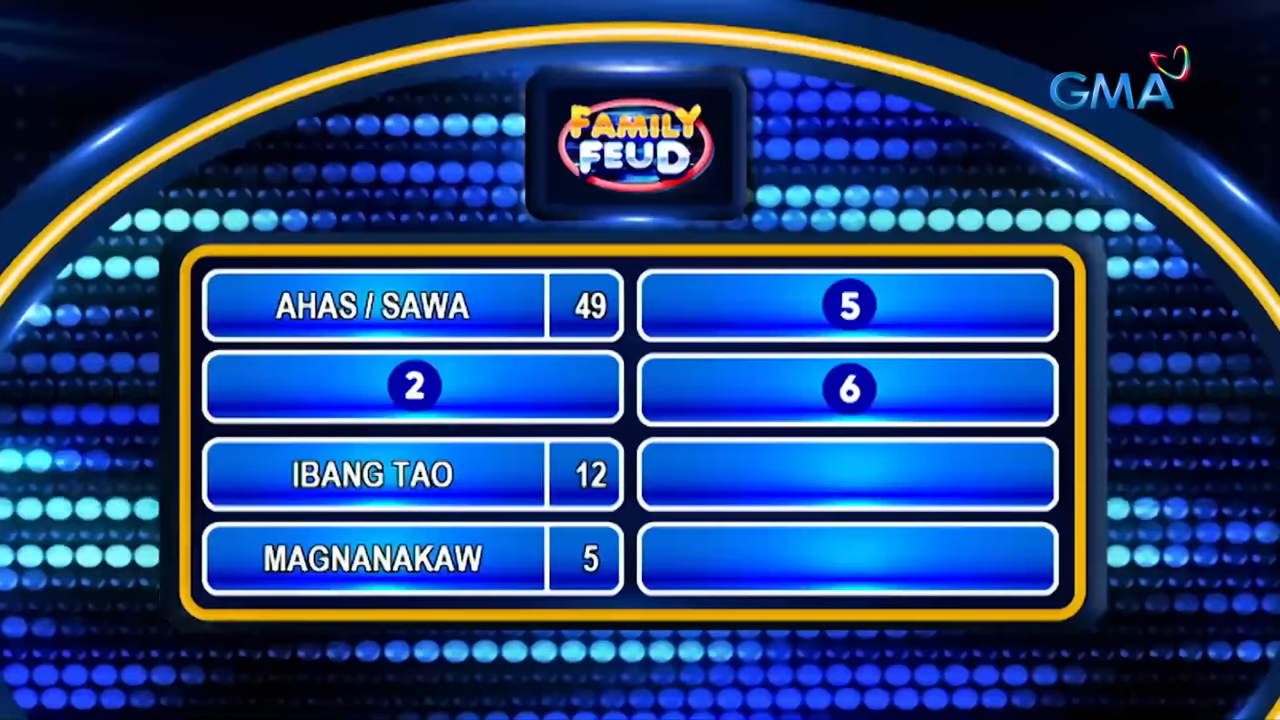 GMA
FAMILY
FEUD
AHAS / SAWA 49
2
IBANG TAO 12
MAGNANAKAW 5
5
6